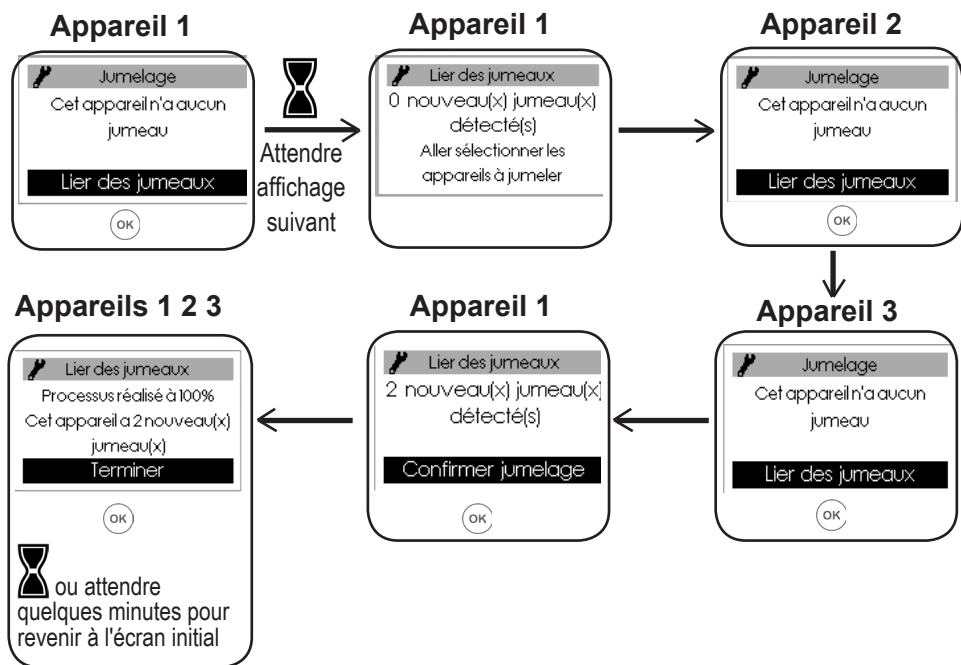 Appareil 1
Jumelage
Cet appareil n'a aucun
jumeau
Lier des jumeaux
OK
Attendre
affichage
suivant
Appareil 1
Lier des jumeaux
0 nouveau(x) jumeau(x)
détecté(s)
Aller sélectionner les
appareils à jumeler
Appareil 2
Jumelage
Cet appareil n'a aucun
jumeau
Lier des jumeaux
OK
Appareil 3
Jumelage
Cet appareil n'a aucun
jumeau
Lier des jumeaux
OK
Appareil 1
Lier des jumeaux
2 nouveau(x) jumeau(x)
détecté(s)
Confirmer jumelage
OK
Appareils 1 2 3
Lier des jumeaux
Processus réalisé à 100%
Cet appareil a 2 nouveau(x)
jumeau(x)
Terminer
OK
ou attendre
quelques minutes pour
revenir à l'écran initial